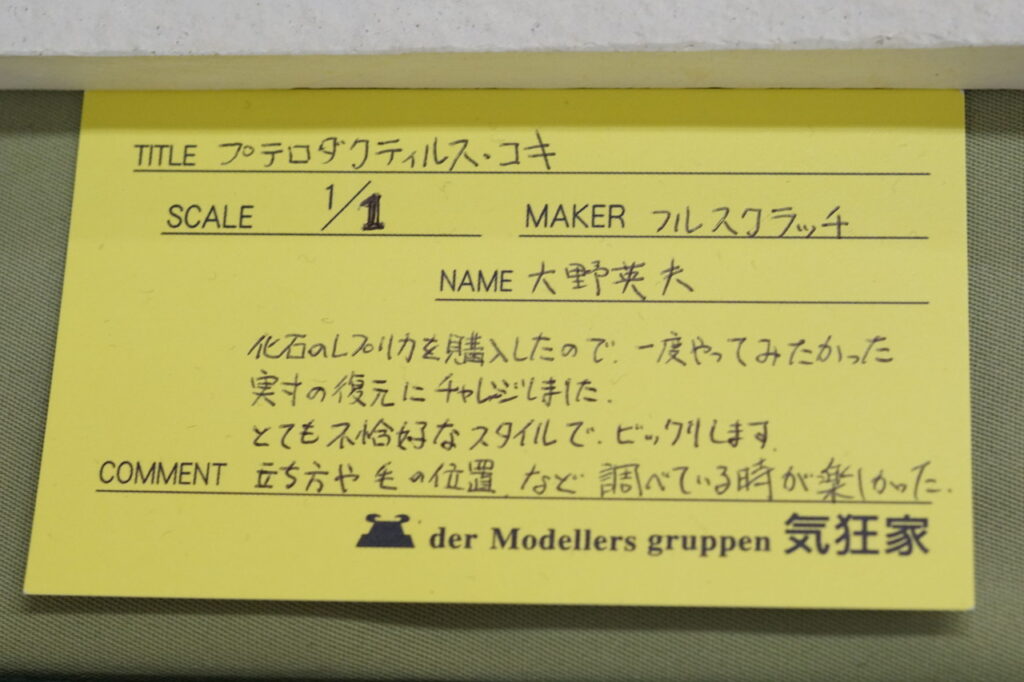 TITLE プテロダクティルス・コキ
SCALE 1/1 MAKER フルスクラッチ
NAME 大野英夫
化石のレプリカを購入したので、一度やってみたかった
実寸の復元にチャレンジしました.
とても不恰好なスタイルで、ビックリします.
COMMENT 立ち方や毛の位置、など調べている時が楽しかった.
der Modellers gruppen 気狂家